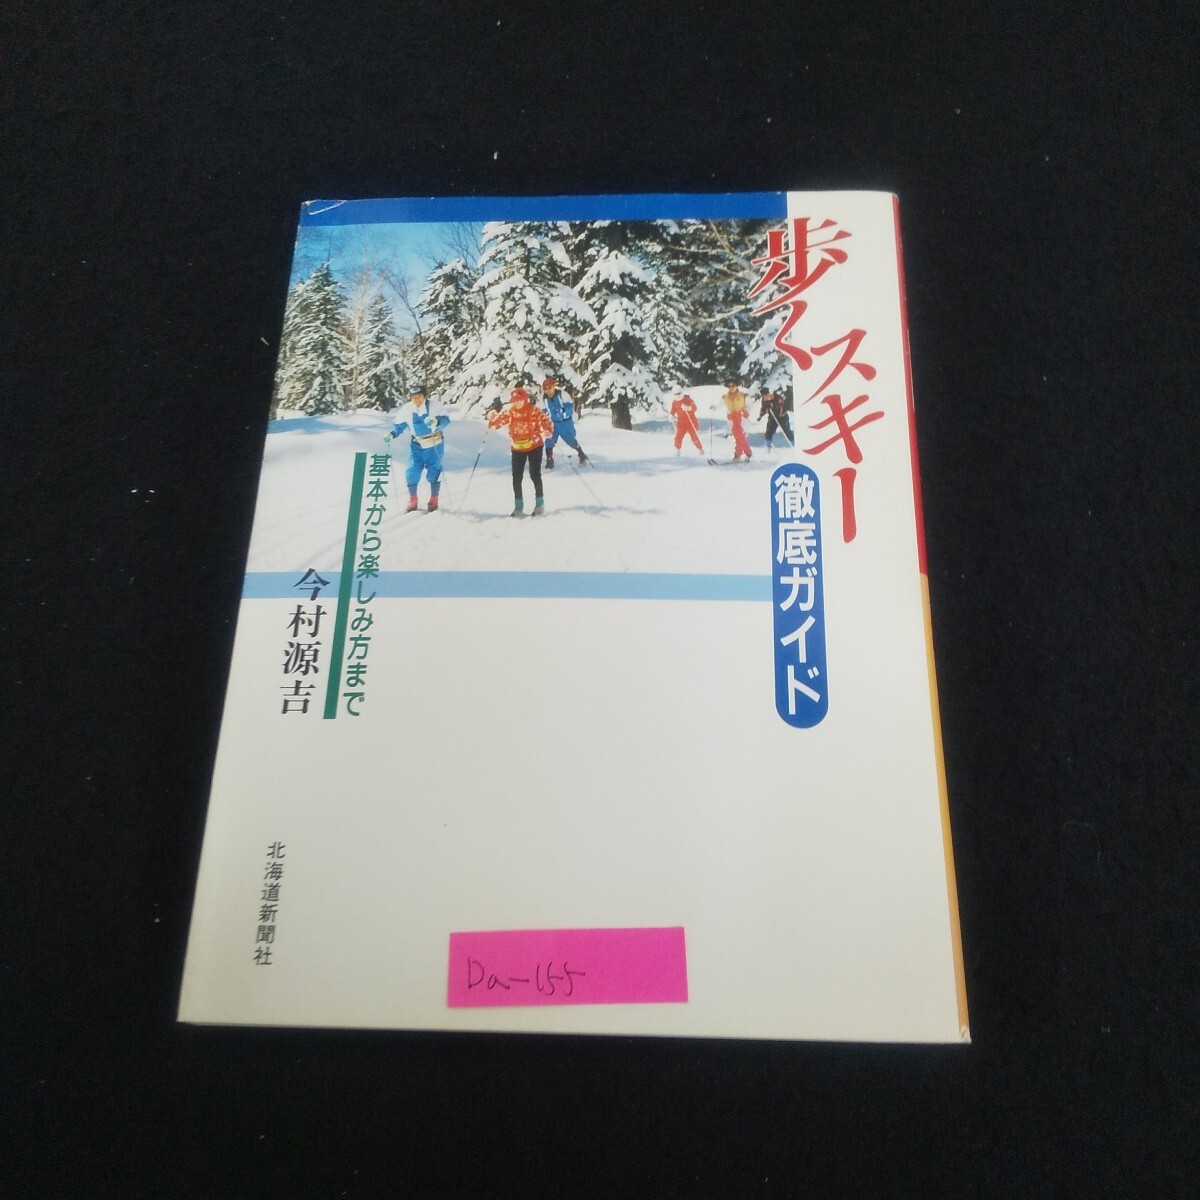 歩くスキー
徹底ガイド
基本から楽しみ方まで
今村源吉
北海道新聞社
Da-155